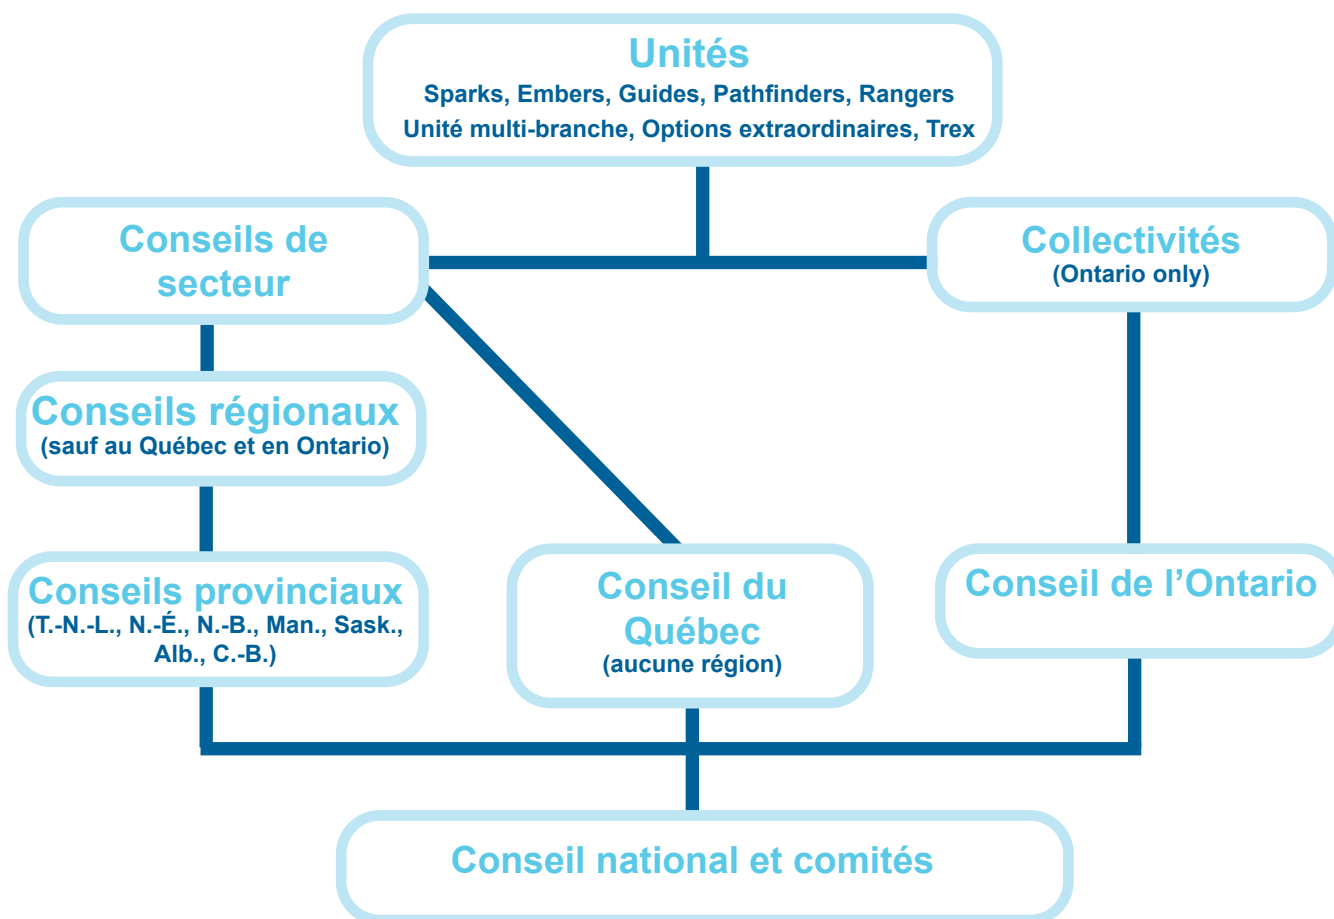 Unités
Sparks, Embers, Guides, Pathfinders, Rangers
Unité multi-branche, Options extraordinaires, Trex
Conseils de
secteur
Collectivités
(Ontario only)
Conseils régionaux
(sauf au Québec et en Ontario)
Conseils provinciaux
(T.-N.-L., N.-É., N.-B., Man., Sask.,
Alb., C.-B.)
Conseil du
Québec
(aucune région)
Conseil de l’Ontario
Conseil national et comités